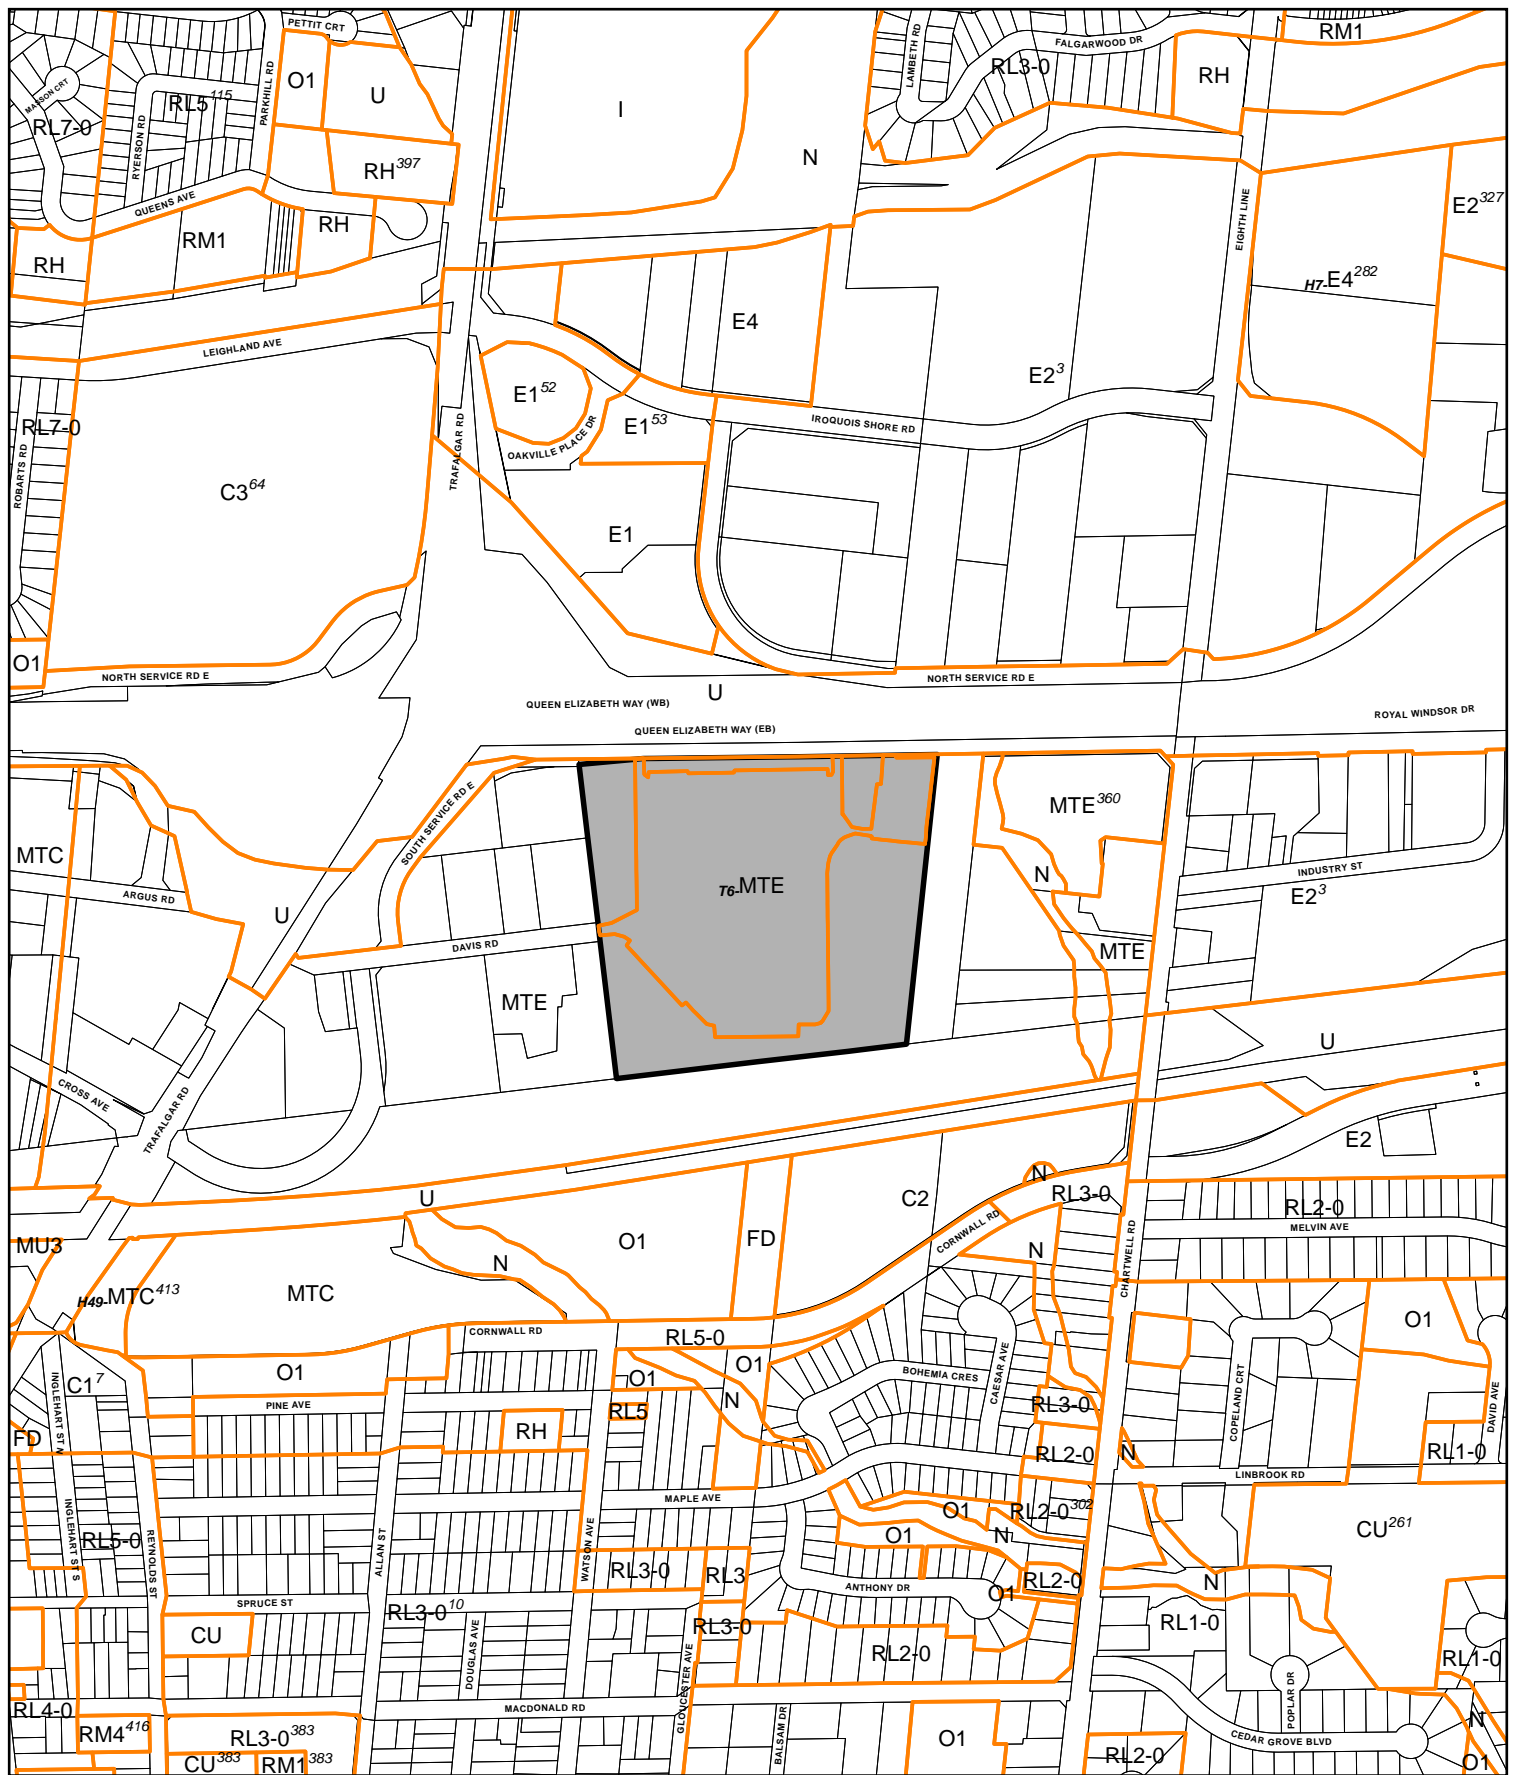 PETTIT CRT
LAMBETH RD
FALGARWOOD DR
RM1
RL3-0
RH
MASSON CRT
RL7-0
RYERSON RD
RL5 115
PARKHILL RD
O1
U
I
N
RH 397
QUEENS AVE
RM1
RH
RH
EIGHTH LINE
E2 327
H7-E4 282
LEIGHLAND AVE
E4
E2 3
E1 52
E1 53
OAKVILLE PLACE DR
IROQUOIS SHORE RD
TRAFALGAR RD
RL7-0
ROBARTS RD
C3 64
E1
O1
NORTH SERVICE RD E
NORTH SERVICE RD E
U
QUEEN ELIZABETH WAY (WB)
QUEEN ELIZABETH WAY (EB)
ROYAL WINDSOR DR
SOUTH SERVICE RD E
MTE 360
MTC
ARGUS RD
U
T6-MTE
N
INDUSTRY ST
E2 3
DAVIS RD
MTE
MTE
U
CROSS AVE
TRAFALGAR RD
E2
U
C2
N
RL3-0
RL2-0
MELVIN AVE
MU3
O1
FD
CORNWALL RD
N
N
CHARTWELL RD
H49-MTC 413
MTC
CORNWALL RD
RL5-0
O1
C1 7
O1
O1
O1
N
BOHEMIA CRES
CAESAR AVE
RL3-0
COPELAND CRT
DAVID AVE
INGLEHART ST N
PINE AVE
RL5
RH
FD
RL2-0
N
RL1-0
LINBROOK RD
MAPLE AVE
INGLEHART ST S
RL5-0
REYNOLDS ST
ALLAN ST
WATSON AVE
O1
RL2-0 302
O1
N
CU 261
RL3-0
RL3
ANTHONY DR
O1
RL2-0
N
SPRUCE ST
RL3-0 10
CU
DOUGLAS AVE
GLOUCESTER AVE
RL3-0
RL2-0
RL1-0
RL1-0
RL4-0
RM4 416
MACDONALD RD
BALSAM DR
POPLAR DR
N
RL3-0 383
O1
CEDAR GROVE BLVD
CU 383
RM1 383
RL2-0
O1